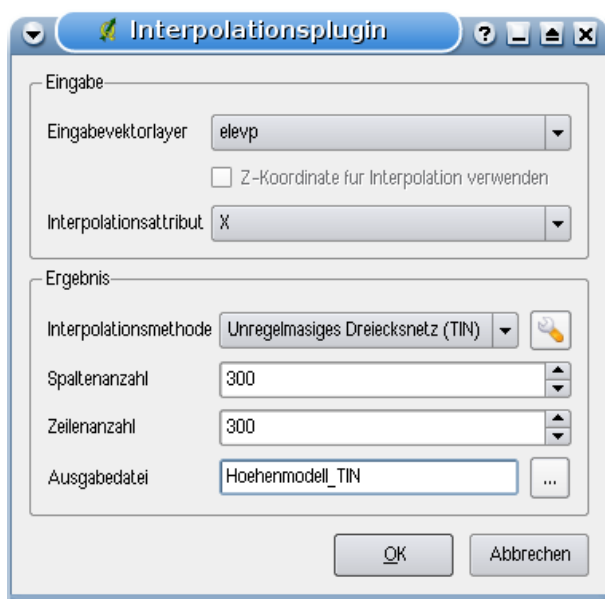 Interpolationsplugin
Eingabe
Eingabevektorlayer elevp
Z-Koordinate fur Interpolation verwenden
Interpolationsattribut X
Ergebnis
Interpolationsmethode Unregelmasiges Dreiecksnetz (TIN)
Spaltenanzahl 300
Zeilenanzahl 300
Ausgabedatei Hoehenmodell_TIN ...
OK Abbrechen